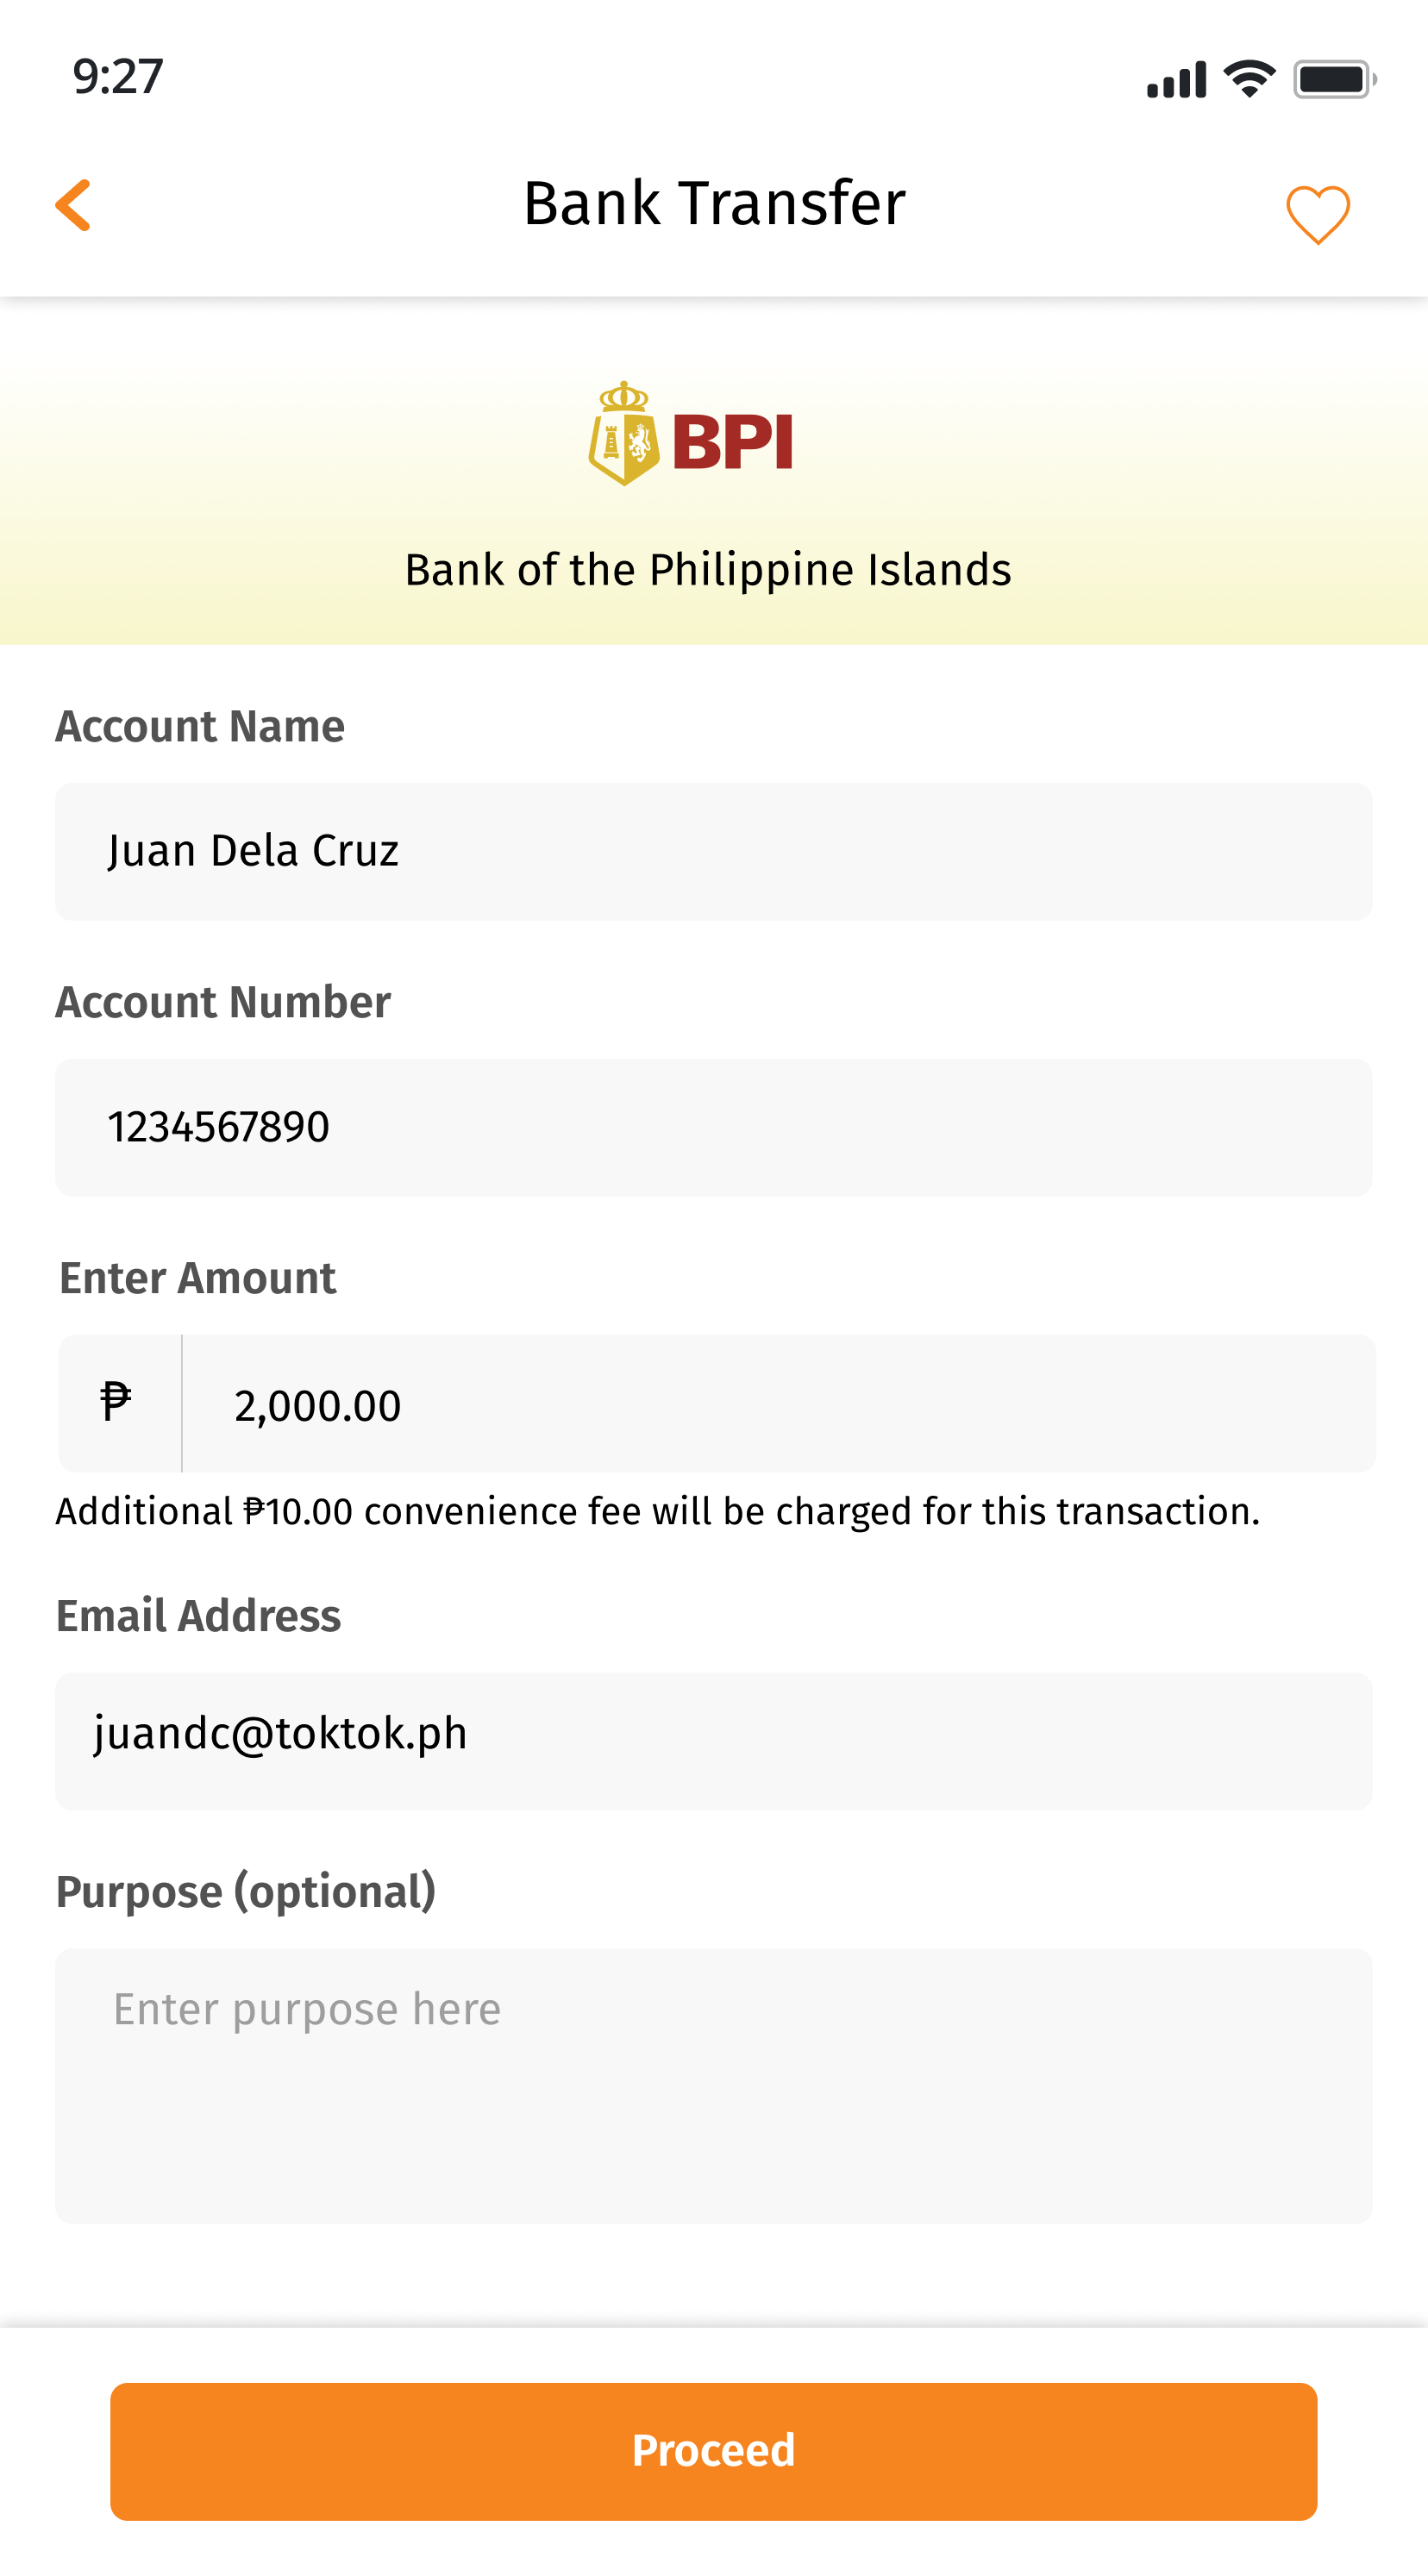 9:27
Bank Transfer
BPI
Bank of the Philippine Islands
Account Name
Juan Dela Cruz
Account Number
1234567890
Enter Amount
₱ 2,000.00
Additional ₱10.00 convenience fee will be charged for this transaction.
Email Address
juandc@toktok.ph
Purpose (optional)
Enter purpose here
Proceed